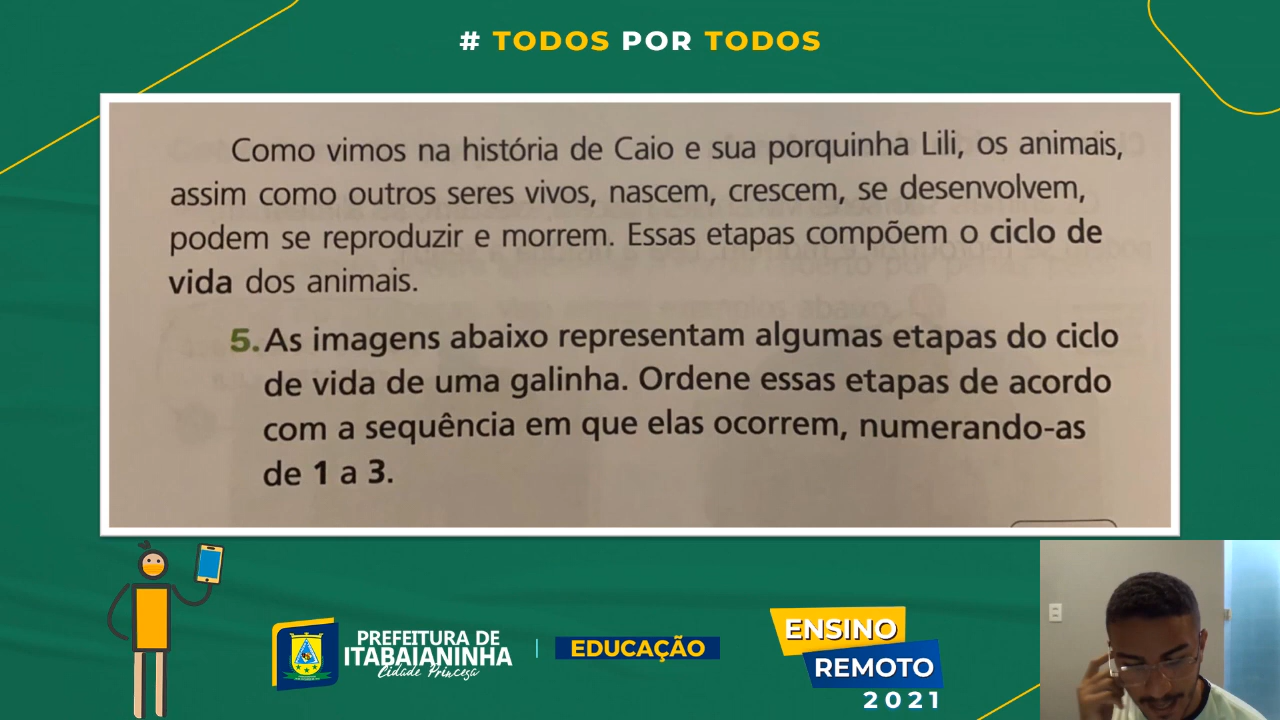 # TODOS POR TODOS
Como vimos na história de Caio e sua porquinha Lili, os animais,
assim como outros seres vivos, nascem, crescem, se desenvolvem,
podem se reproduzir e morrem. Essas etapas compõem o ciclo de
vida dos animais.
5. As imagens abaixo representam algumas etapas do ciclo
de vida de uma galinha. Ordene essas etapas de acordo
com a sequência em que elas ocorrem, numerando-as
de 1 a 3.
PREFEITURA DE
ITABAIANINHA
Cidade Princesa
EDUCAÇÃO
ENSINO
REMOTO
2021